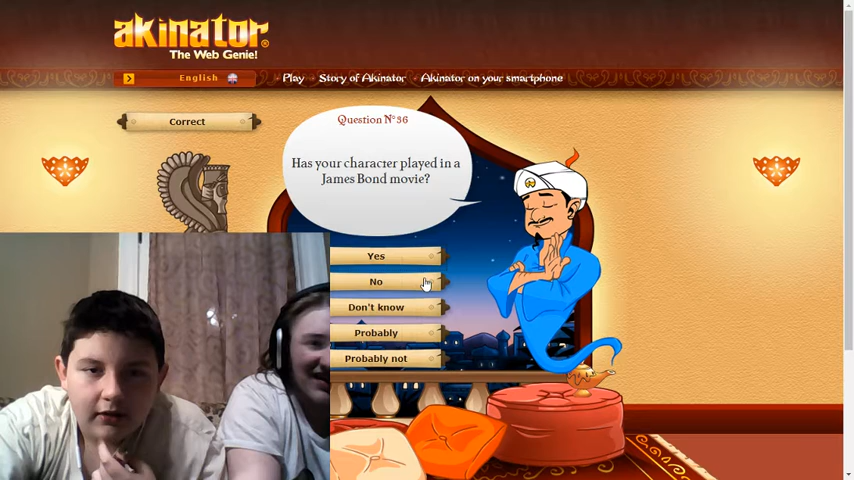 akinator®
The Web Genie!
English
Play
Story of Akinator
Akinator on your smartphone
Correct
Question N°36
Has your character played in a
James Bond movie?
Yes
No
Don't know
Probably
Probably not